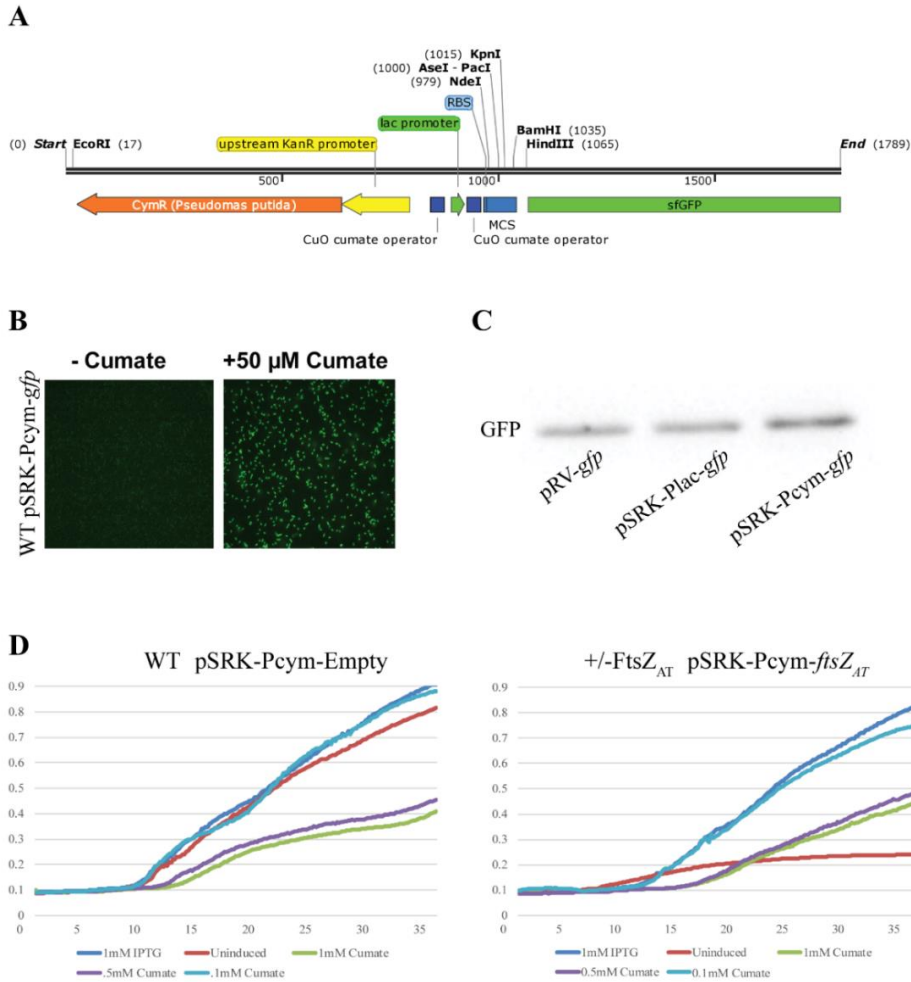 A
(1015) KpnI
(1000) AseI - PacI
(979) NdeI
RBS
lac promoter
BamHI (1035)
(0) Start EcoRI (17)
upstream KanR promoter
HindIII (1065)
End (1789)
500
1000
1500
CymR (Pseudomas putida)
sfGFP
MCS
CuO cumate operator
CuO cumate operator
B
- Cumate
+50 µM Cumate
WT pSRK-Pcym-gfp
C
GFP
pRV-gfp
pSRK-Plac-gfp
pSRK-Pcym-gfp
D
WT pSRK-Pcym-Empty
0.9
0.8
0.7
0.6
0.5
0.4
0.3
0.2
0.1
0
0 5 10 15 20 25 30 35
1mM IPTG
Uninduced
1mM Cumate
.5mM Cumate
.1mM Cumate
+/-FtsZAT pSRK-Pcym-ftsZAT
0.9
0.8
0.7
0.6
0.5
0.4
0.3
0.2
0.1
0
0 5 10 15 20 25 30 35
1mM IPTG
Uninduced
1mM Cumate
0.5mM Cumate
0.1mM Cumate